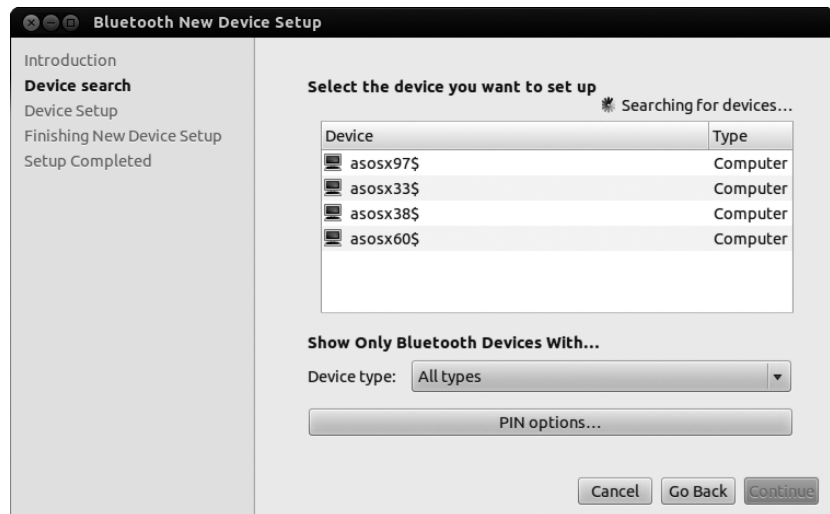 Bluetooth New Device Setup
Introduction
Device search
Device Setup
Finishing New Device Setup
Setup Completed
Select the device you want to set up
Searching for devices...
Device Type
asosx97$ Computer
asosx33$ Computer
asosx38$ Computer
asosx60$ Computer
Show Only Bluetooth Devices With...
Device type: All types
PIN options...
Cancel Go Back Continue